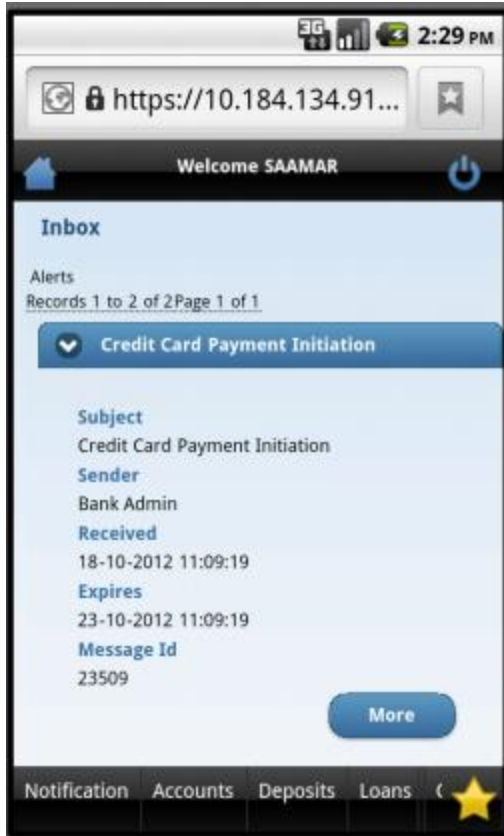 3G 2:29 PM
https://10.184.134.91...
Welcome SAAMAR
Inbox
Alerts
Records 1 to 2 of 2Page 1 of 1
Credit Card Payment Initiation
Subject
Credit Card Payment Initiation
Sender
Bank Admin
Received
18-10-2012 11:09:19
Expires
23-10-2012 11:09:19
Message Id
23509
More
Notification Accounts Deposits Loans